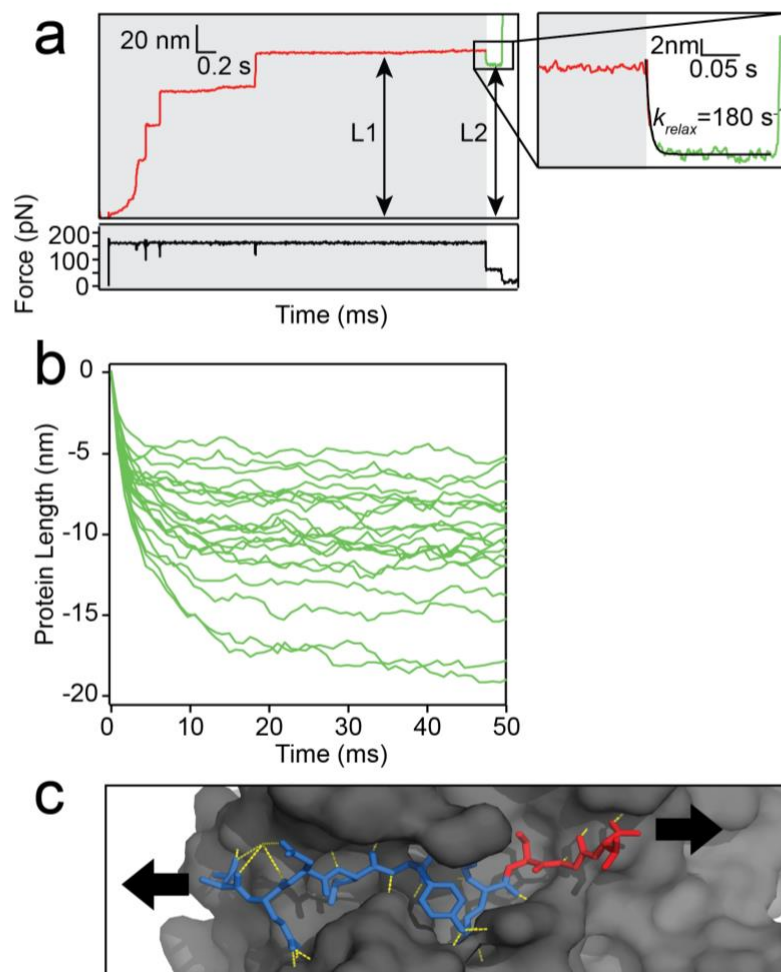 a
20 nm
0.2 s
L1
L2
2nm
0.05 s
k relax=180 s-
Force (pN)
200
100
0
Time (ms)
b
0
-5
-10
-15
-20
Protein Length (nm)
0 10 20 30 40 50
Time (ms)
c